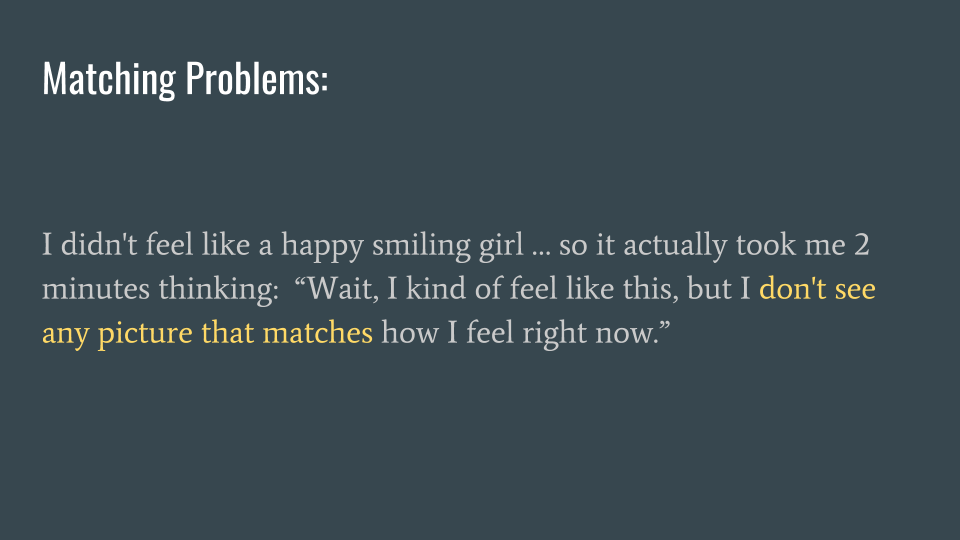 Matching Problems:
I didn't feel like a happy smiling girl ... so it actually took me 2
minutes thinking:  “Wait, I kind of feel like this, but I don't see
any picture that matches how I feel right now.”